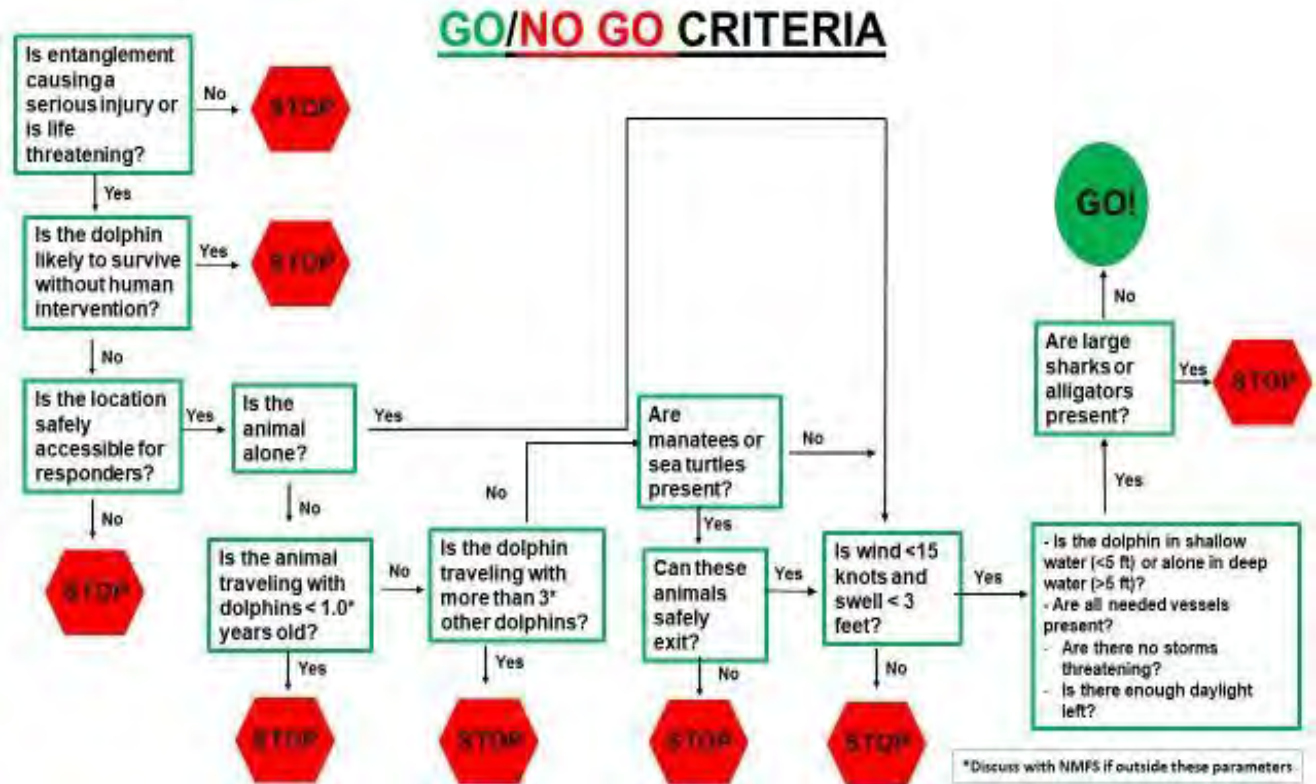 GO/NO GO CRITERIA
Is entanglement
causing a
serious injury or
is life
threatening?
No
STOP
Yes
Is the dolphin
likely to survive
without human
intervention?
Yes
STOP
No
Is the location
safely
accessible for
responders?
Yes
No
STOP
Is the
animal
alone?
Yes
No
Is the animal
traveling with
dolphins < 1.0*
years old?
No
Yes
STOP
Is the dolphin
traveling with
more than 3*
other dolphins?
No
Yes
STOP
Are
manatees or
sea turtles
present?
No
Yes
Can these
animals
safely
exit?
Yes
No
STOP
Is wind <15
knots and
swell < 3
feet?
Yes
No
STOP
- Is the dolphin in shallow
water (<5 ft) or alone in deep
water (>5 ft)?
- Are all needed vessels
present?
- Are there no storms
threatening?
- Is there enough daylight
left?
Yes
Are large
sharks or
alligators
present?
Yes
STOP
No
GO!
*Discuss with NMFS if outside these parameters